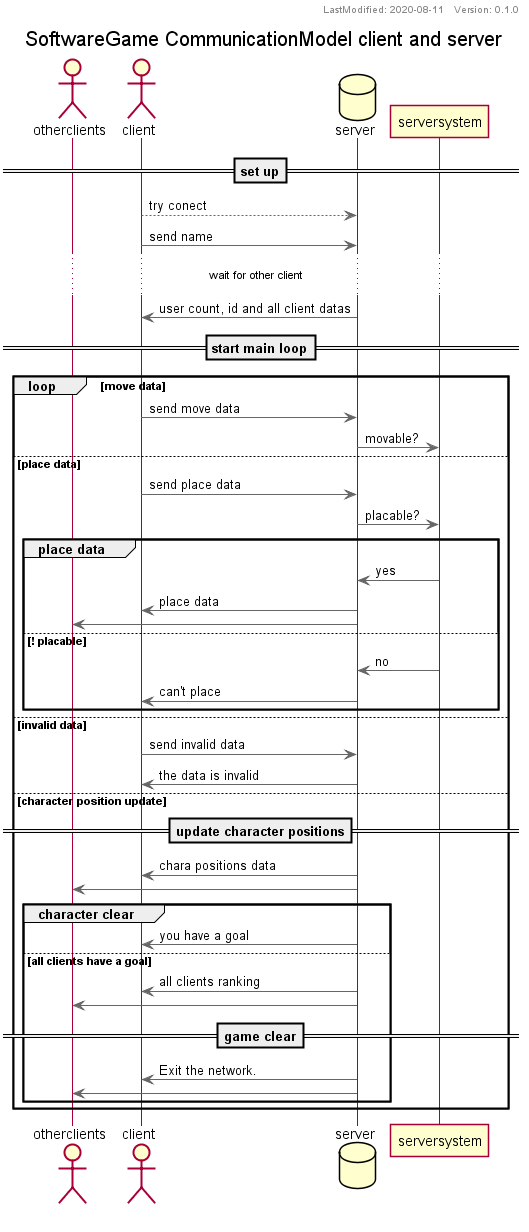 LastModified: 2020-08-11 Version: 0.1.0
SoftwareGame CommunicationModel client and server
otherclients client server serversystem
set up
try conect
send name
wait for other client
user count, id and all client datas
start main loop
loop [move data]
send move data
movable?
[place data]
send place data
placable?
place data
yes
place data
[! placable]
no
can't place
[invalid data]
send invalid data
the data is invalid
[character position update]
update character positions
chara positions data
character clear
you have a goal
[all clients have a goal]
all clients ranking
game clear
Exit the network.
otherclients client server serversystem